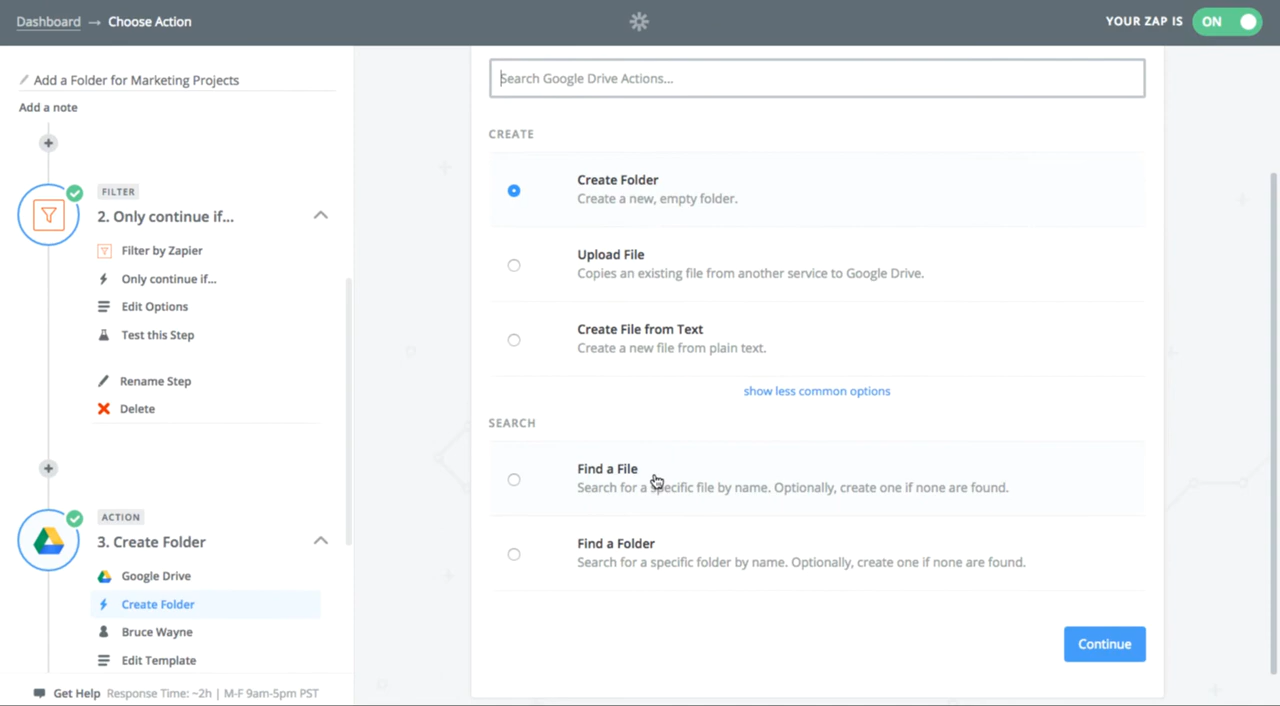 Dashboard → Choose Action
YOUR ZAP IS ON
Add a Folder for Marketing Projects
Add a note
FILTER
2. Only continue if...
Filter by Zapier
Only continue if...
Edit Options
Test this Step
Rename Step
Delete
ACTION
3. Create Folder
Google Drive
Create Folder
Bruce Wayne
Edit Template
Get Help Response Time: ~2h | M-F 9am-5pm PST
Search Google Drive Actions...
CREATE
Create Folder
Create a new, empty folder.
Upload File
Copies an existing file from another service to Google Drive.
Create File from Text
Create a new file from plain text.
show less common options
SEARCH
Find a File
Search for a specific file by name. Optionally, create one if none are found.
Find a Folder
Search for a specific folder by name. Optionally, create one if none are found.
Continue